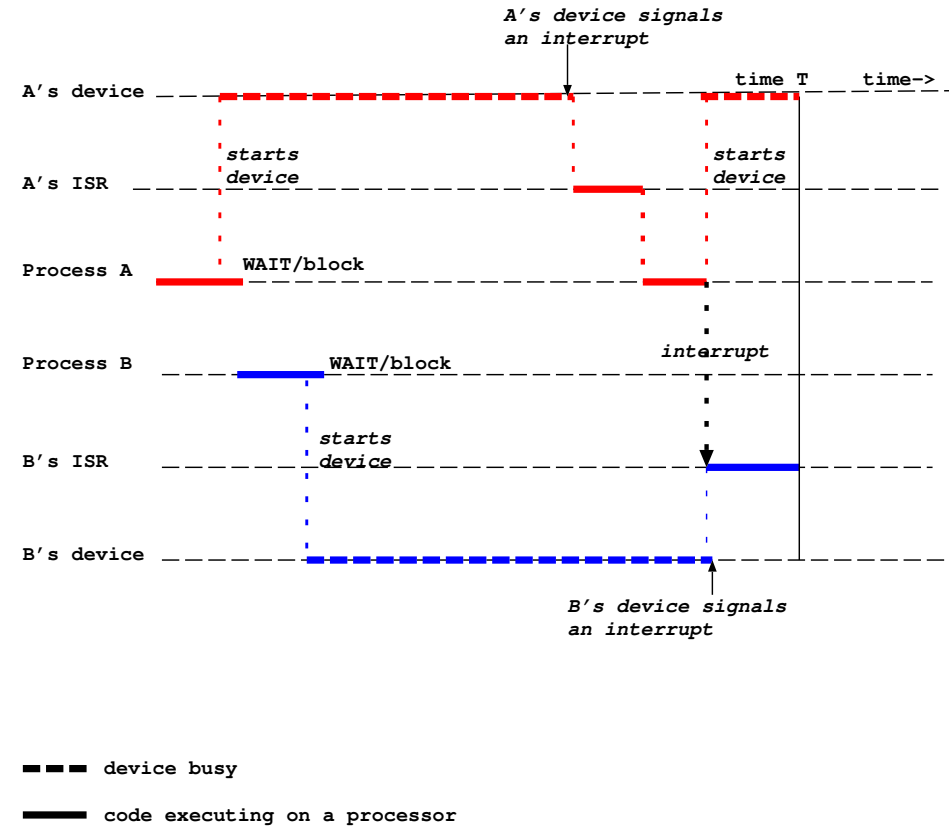 A's device signals
an interrupt
time T
time->
A's device
starts
device
starts
device
A's ISR
WAIT/block
Process A
interrupt
Process B
WAIT/block
starts
device
B's ISR
B's device
B's device signals
an interrupt
device busy
code executing on a processor